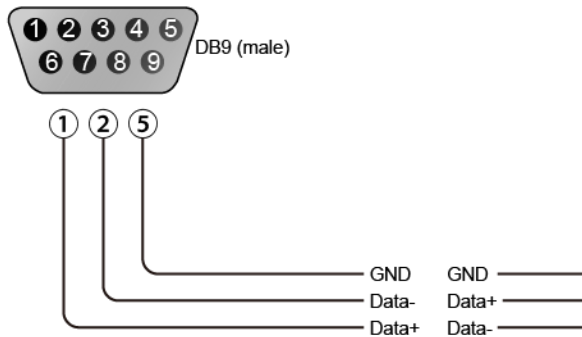 1 2 3 4 5
DB9 (male)
6 7 8 9
1 2 5
GND GND
Data- Data+
Data+ Data-